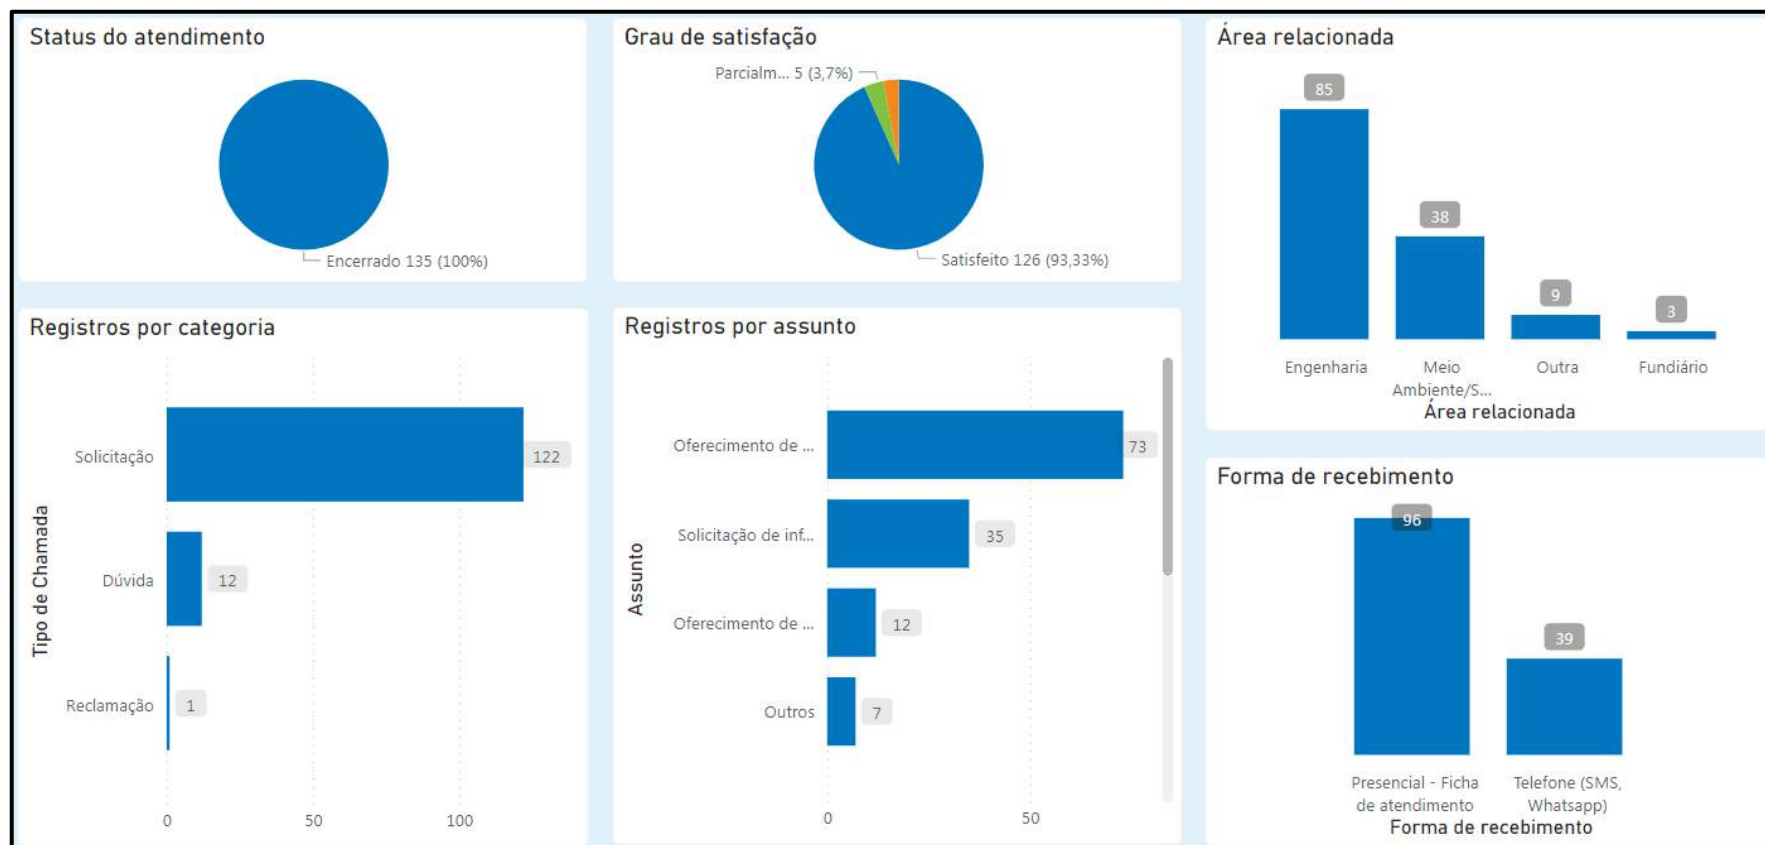 Status do atendimento
Encerrado 135 (100%)
Grau de satisfação
Parcialm... 5 (3,7%)
Satisfeito 126 (93,33%)
Área relacionada
85
38
9
3
Engenharia
Meio
Ambiente/S...
Outra
Fundiário
Área relacionada
Registros por categoria
Tipo de Chamada
Solicitação
122
Dúvida
12
Reclamação
1
0
50
100
Registros por assunto
Assunto
Oferecimento de ...
73
Solicitação de inf...
35
Oferecimento de ...
12
Outros
7
0
50
Forma de recebimento
96
39
Presencial - Ficha
de atendimento
Telefone (SMS,
Whatsapp)
Forma de recebimento